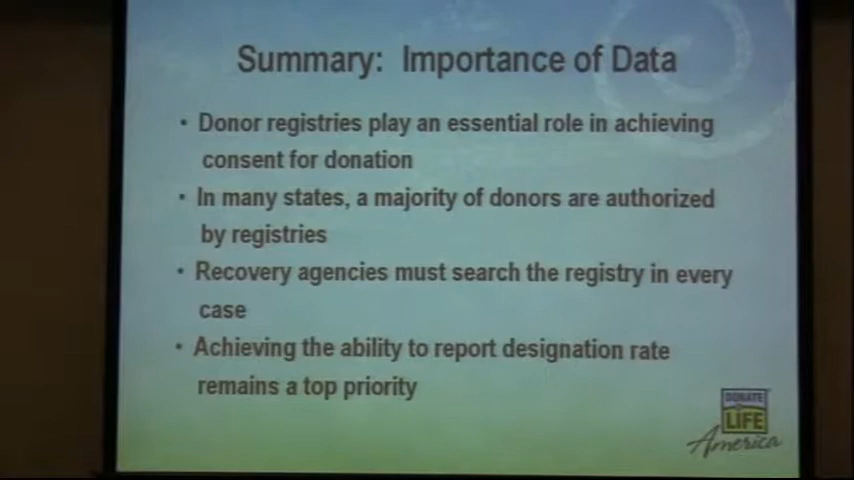 Summary: Importance of Data
• Donor registries play an essential role in achieving
consent for donation
• In many states, a majority of donors are authorized
by registries
• Recovery agencies must search the registry in every
case
• Achieving the ability to report designation rate
remains a top priority
DONATE
LIFE
America